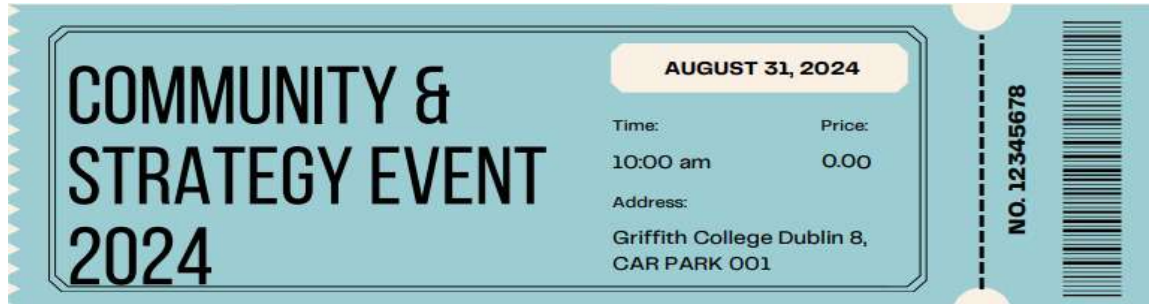 COMMUNITY &
STRATEGY EVENT
2024
AUGUST 31, 2024
Time:
Price:
10:00 am
0.00
Address:
Griffith College Dublin 8,
CAR PARK 001
NO. 12345678